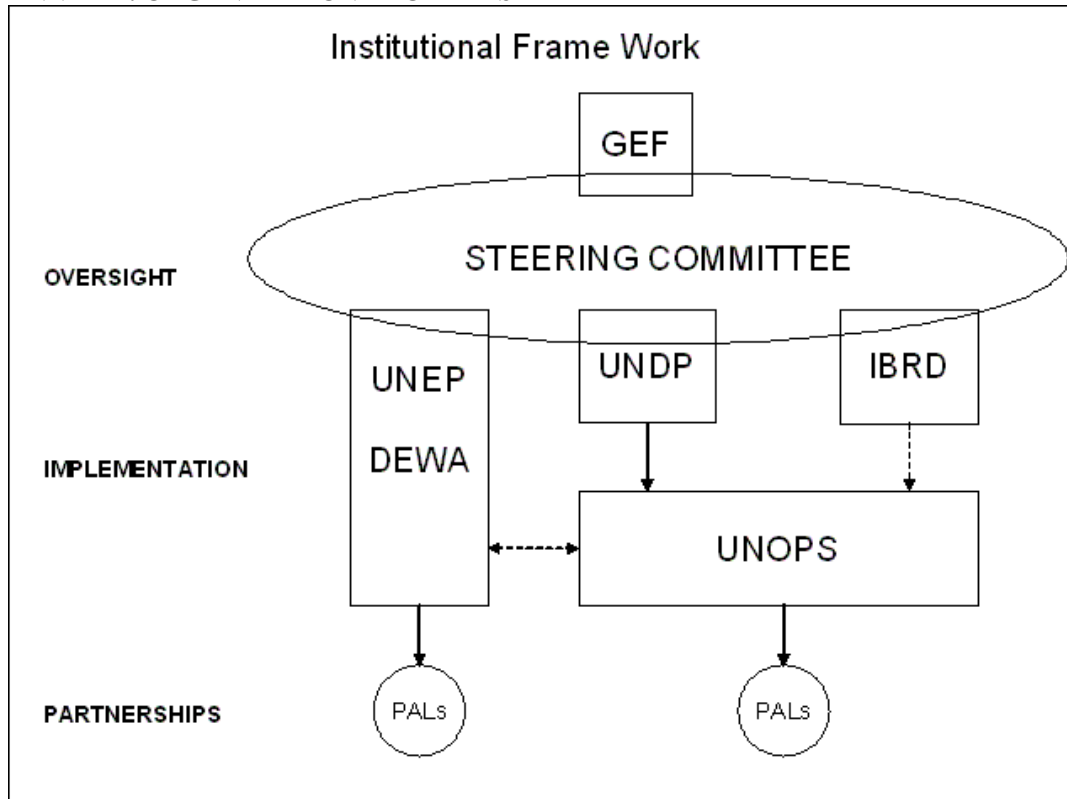 Institutional Frame Work
GEF
STEERING COMMITTEE
OVERSIGHT
UNEP
UNDP
IBRD
DEWA
IMPLEMENTATION
UNOPS
PARTNERSHIPS
PALs
PALs